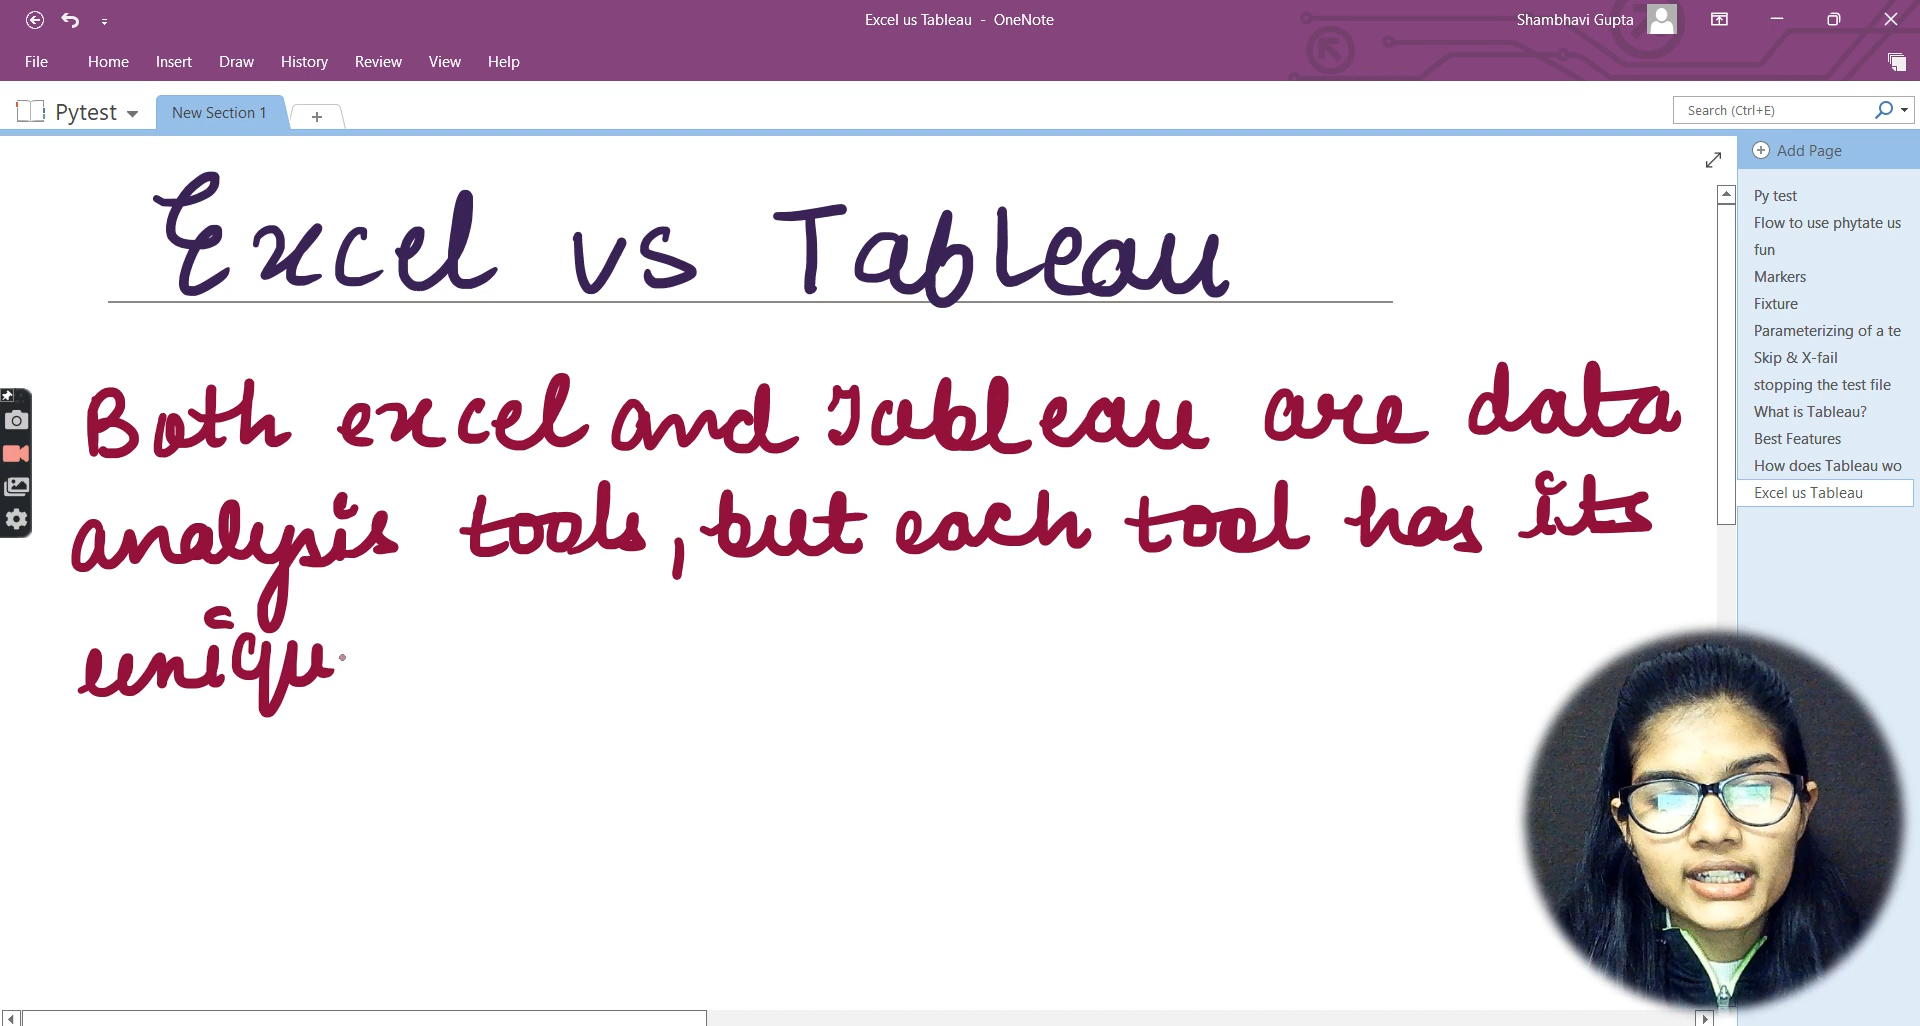 Excel us Tableau - OneNote
Shambhavi Gupta
File Home Insert Draw History Review View Help
Pytest
New Section 1
+
Search (Ctrl+E)
Add Page
Excel vs Tableau
Both excel and Tableau are data
analysis tools, but each tool has its
uniqu
Py test
Flow to use phytate us
fun
Markers
Fixture
Parameterizing of a te
Skip & X-fail
stopping the test file
What is Tableau?
Best Features
How does Tableau wo
Excel us Tableau